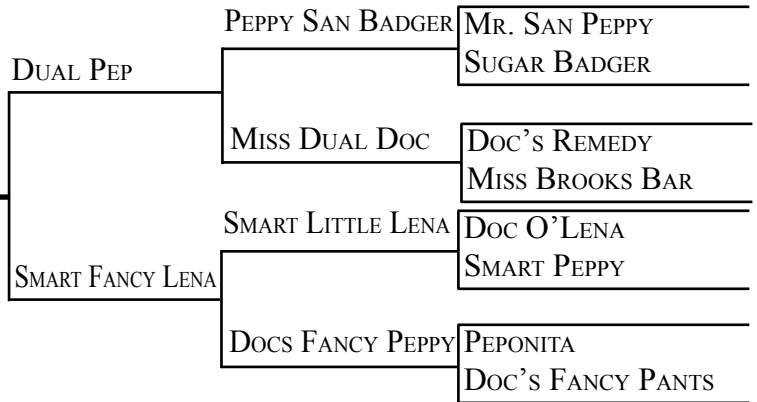 Peppy San Badger
Mr. San Peppy
Sugar Badger
Dual Pep
Miss Dual Doc
Doc's Remedy
Miss Brooks Bar
Smart Little Lena
Doc O'Lena
Smart Peppy
Smart Fancy Lena
Docs Fancy Peppy
Peponita
Doc's Fancy Pants